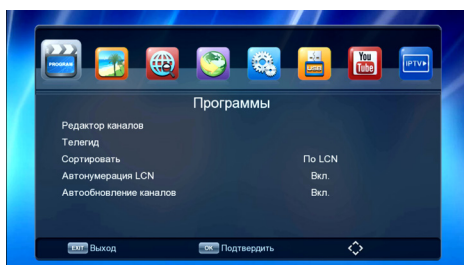 PROGRAM
You
Tube
IPTV
Программы
Редактор каналов
Телегид
Сортировать По LCN
Автонумерация LCN Вкл.
Автообновление каналов Вкл.
EXIT Выход OK Подтвердить